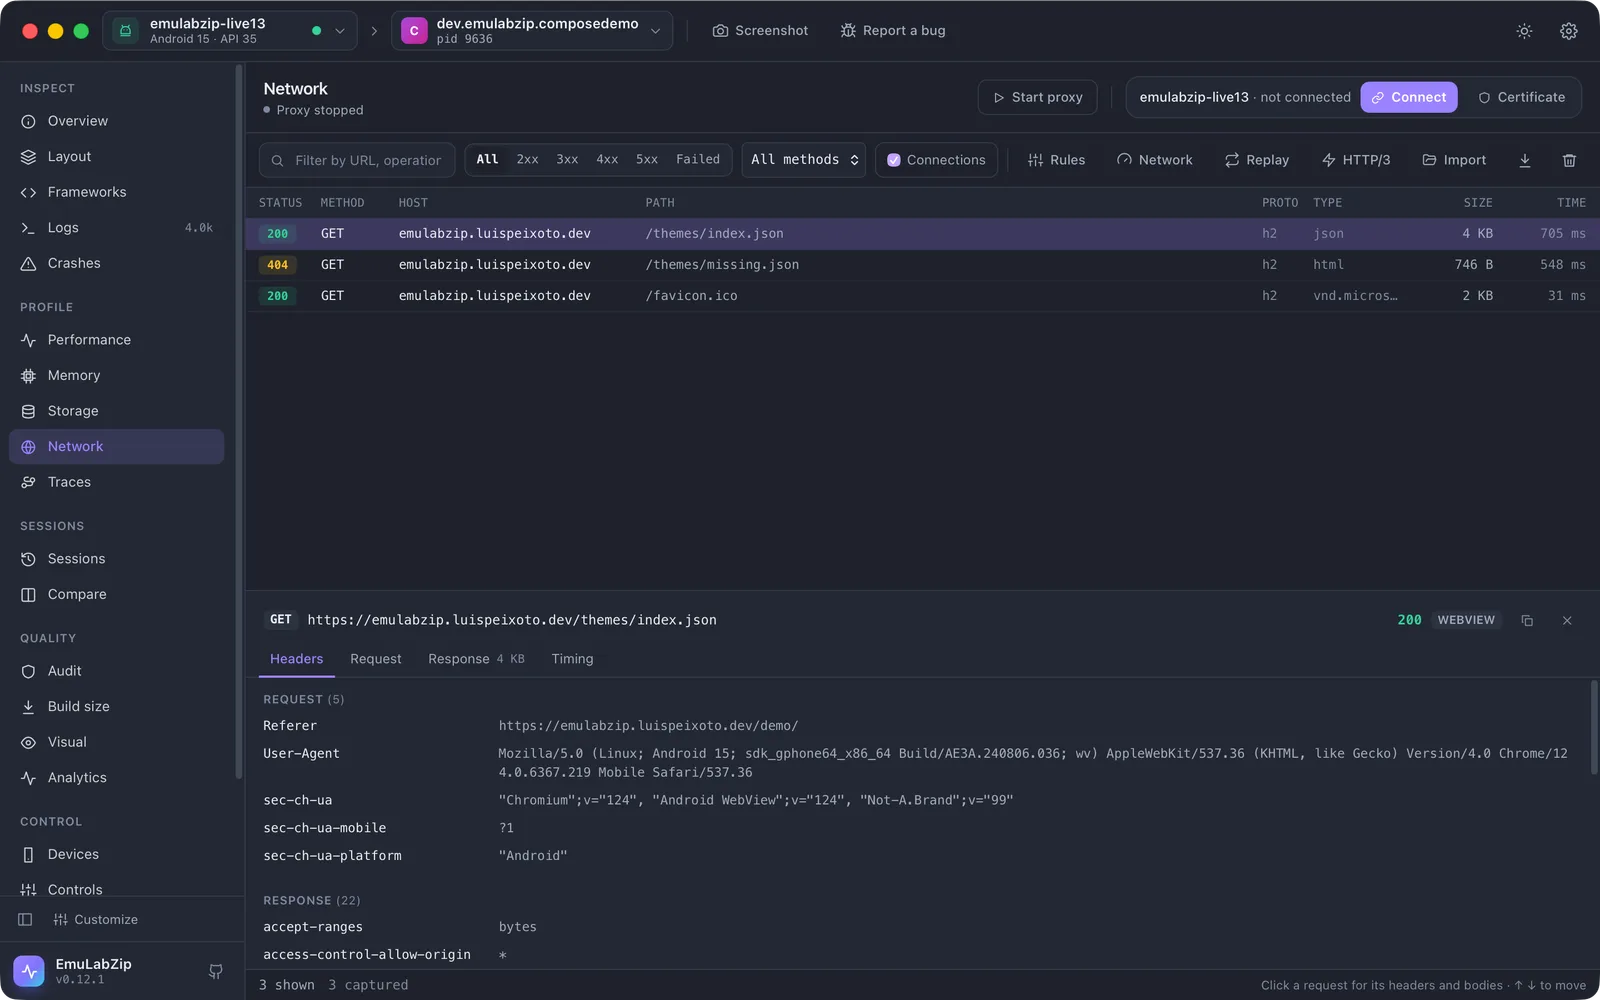 emulabzip-live13
Android 15 · API 35
dev.emulabzip.composedemo
pid 9636
C
Screenshot
Report a bug
INSPECT
Overview
Layout
Frameworks
Logs 4.0k
Crashes
PROFILE
Performance
Memory
Storage
Network
Traces
SESSIONS
Sessions
Compare
QUALITY
Audit
Build size
Visual
Analytics
CONTROL
Devices
Controls
Customize
EmuLabZip
v0.12.1
Network
Proxy stopped
Start proxy
emulabzip-live13 · not connected
Connect
Certificate
Filter by URL, operation
All 2xx 3xx 4xx 5xx Failed
All methods
Connections
Rules
Network
Replay
HTTP/3
Import
STATUS METHOD HOST PATH PROTO TYPE SIZE TIME
200 GET emulabzip.luispeixoto.dev /themes/index.json h2 json 4 KB 705 ms
404 GET emulabzip.luispeixoto.dev /themes/missing.json h2 html 746 B 548 ms
200 GET emulabzip.luispeixoto.dev /favicon.ico h2 vnd.micros… 2 KB 31 ms
GET https://emulabzip.luispeixoto.dev/themes/index.json 200 WEBVIEW
Headers Request Response 4 KB Timing
REQUEST (5)
Referer https://emulabzip.luispeixoto.dev/demo/
User-Agent Mozilla/5.0 (Linux; Android 15; sdk_gphone64_x86_64 Build/AE3A.240806.036; wv) AppleWebKit/537.36 (KHTML, like Gecko) Version/4.0 Chrome/12
4.0.6367.219 Mobile Safari/537.36
sec-ch-ua "Chromium";v="124", "Android WebView";v="124", "Not-A.Brand";v="99"
sec-ch-ua-mobile ?1
sec-ch-ua-platform "Android"
RESPONSE (22)
accept-ranges bytes
access-control-allow-origin *
3 shown 3 captured
Click a request for its headers and bodies · ↑ ↓ to move